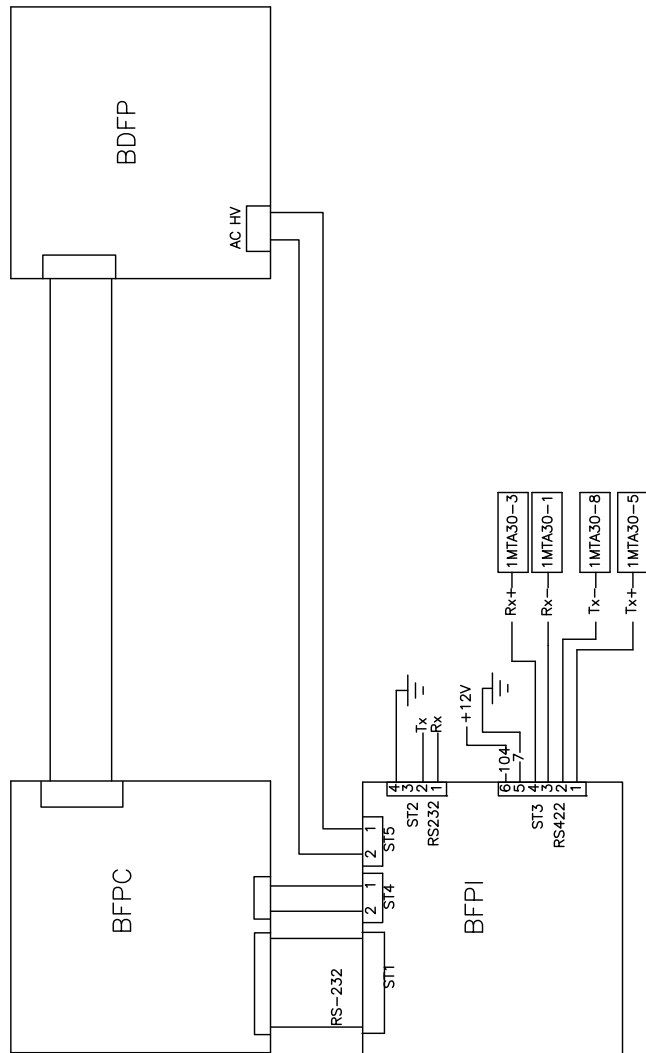 BDFP
AC HV
1MTA30-3
1MTA30-1
1MTA30-8
1MTA30-5
Rx+
Rx-
Tx-
Tx+
+12V
Tx
Rx
104
7
4
3
2
1
ST2
RS232
6
5
4
3
2
1
ST3
RS422
BFPC
BFPI
1
2
ST5
1
2
ST4
RS-232
ST1